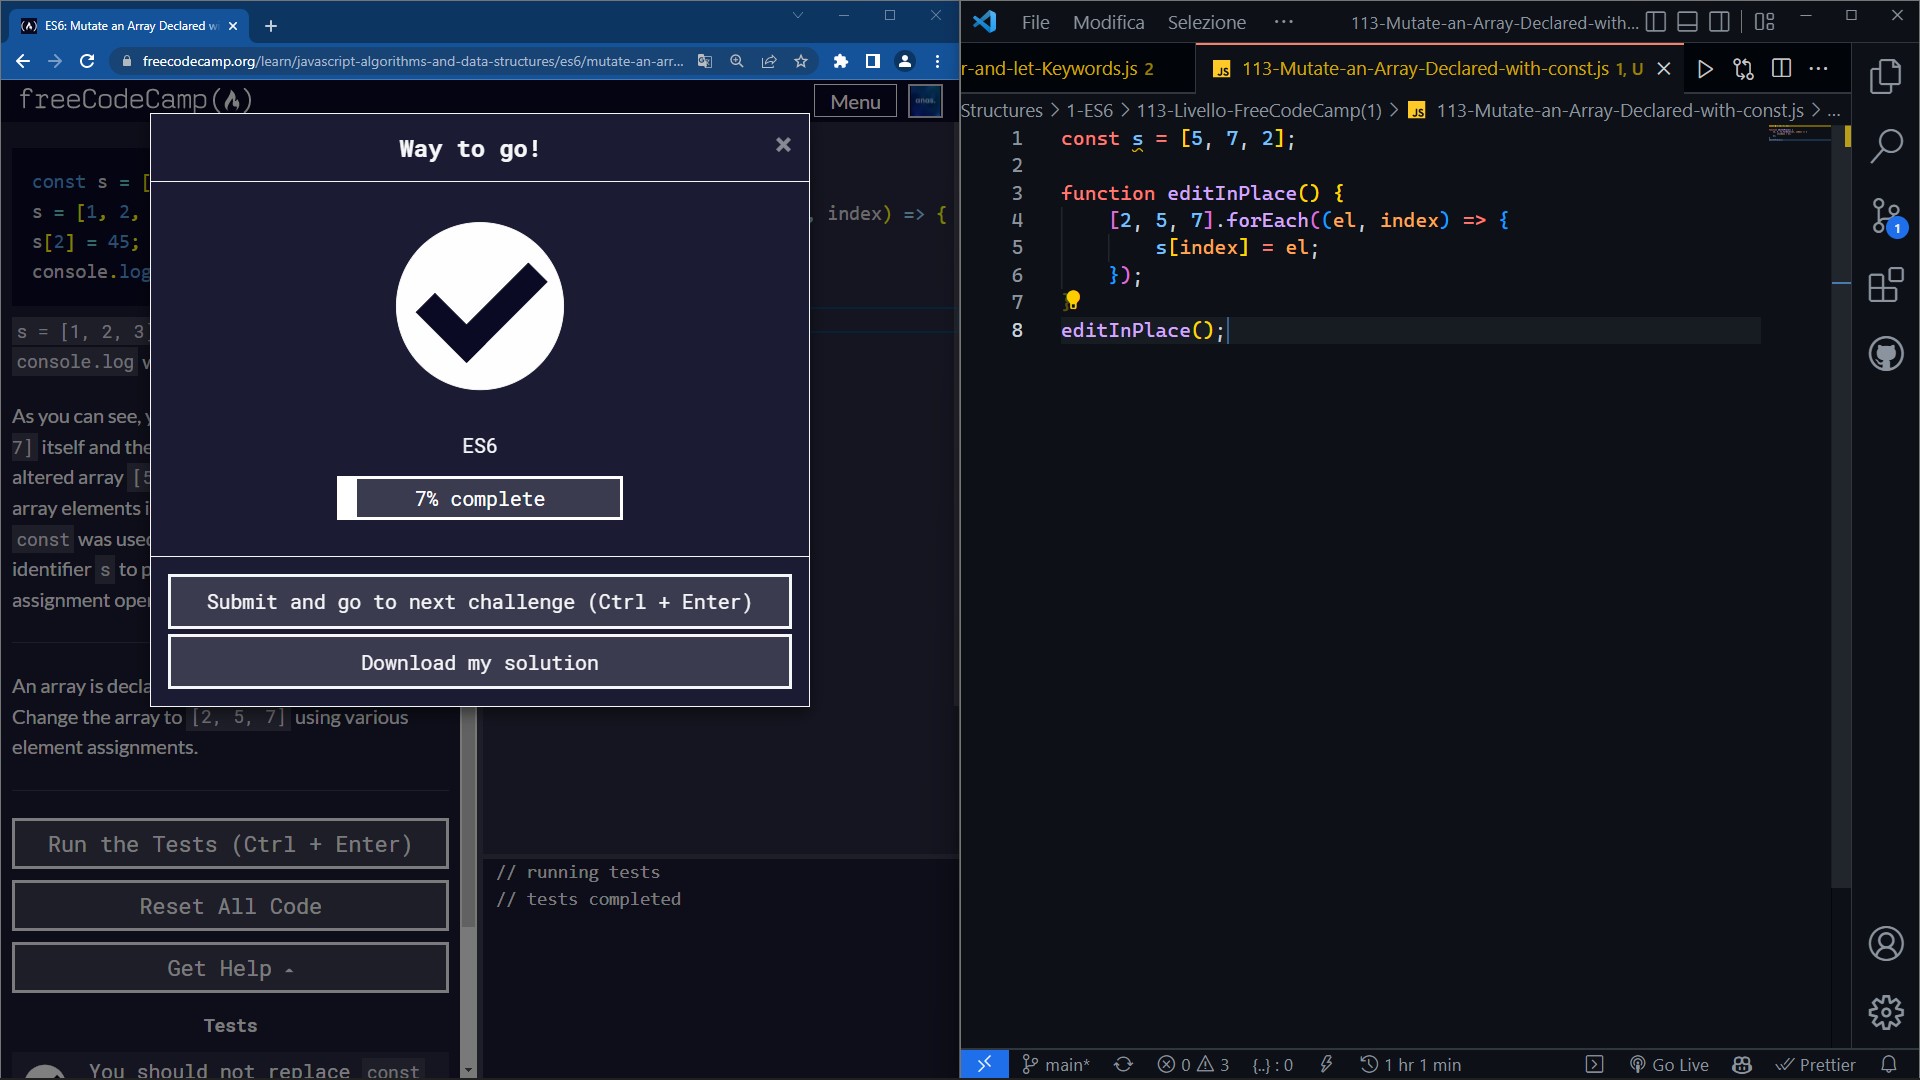 ES6: Mutate an Array Declared w
freecodecamp.org/learn/javascript-algorithms-and-data-structures/es6/mutate-an-arr...
freeCodeCamp
Menu
const s = [
s = [1, 2,
s[2] = 45;
console.log
s = [1, 2, 3]
console.log
As you can see,
7] itself and the
altered array [5
array elements i
const was used
identifier s to p
assignment oper
An array is decla
Change the array to [2, 5, 7] using various
element assignments.
Run the Tests (Ctrl + Enter)
Reset All Code
Get Help
Tests
You should not replace const
, index) => {
// running tests
// tests completed
Way to go!
×
ES6
7% complete
Submit and go to next challenge (Ctrl + Enter)
Download my solution
File Modifica Selezione ··· 113-Mutate-an-Array-Declared-with...
r-and-let-Keywords.js 2
JS 113-Mutate-an-Array-Declared-with-const.js 1, U
Structures > 1-ES6 > 113-Livello-FreeCodeCamp(1) > JS 113-Mutate-an-Array-Declared-with-const.js > ...
1 const s = [5, 7, 2];
2
3 function editInPlace() {
4 [2, 5, 7].forEach((el, index) => {
5 s[index] = el;
6 });
7 }
8 editInPlace();
1
main* 0 3 {..} : 0 1 hr 1 min Go Live Prettier